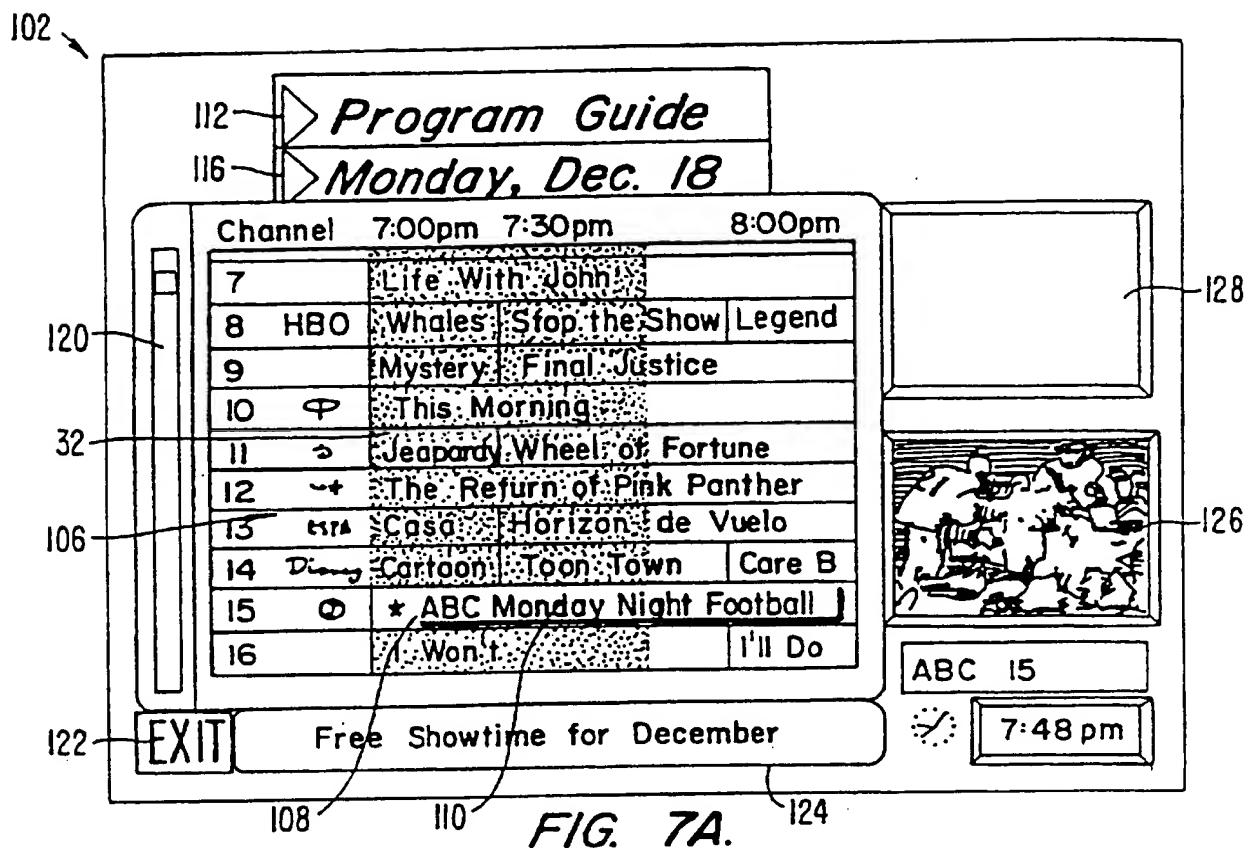 102
112
Program Guide
116
Monday, Dec. 18
Channel 7:00pm 7:30pm 8:00pm
7 Life With John
8 HBO Whales Stop the Show Legend
9 Mystery Final Justice
10 This Morning
11 Jeapardy Wheel of Fortune
12 The Return of Pink Panther
13 Casa Horizon de Vuelo
14 Disney Cartoon Toon Town Care B
15 ★ ABC Monday Night Football
16 I Won't I'll Do
128
120
32
106
126
ABC 15
122
EXIT
Free Showtime for December
7:48 pm
108
110
124
FIG. 7A.